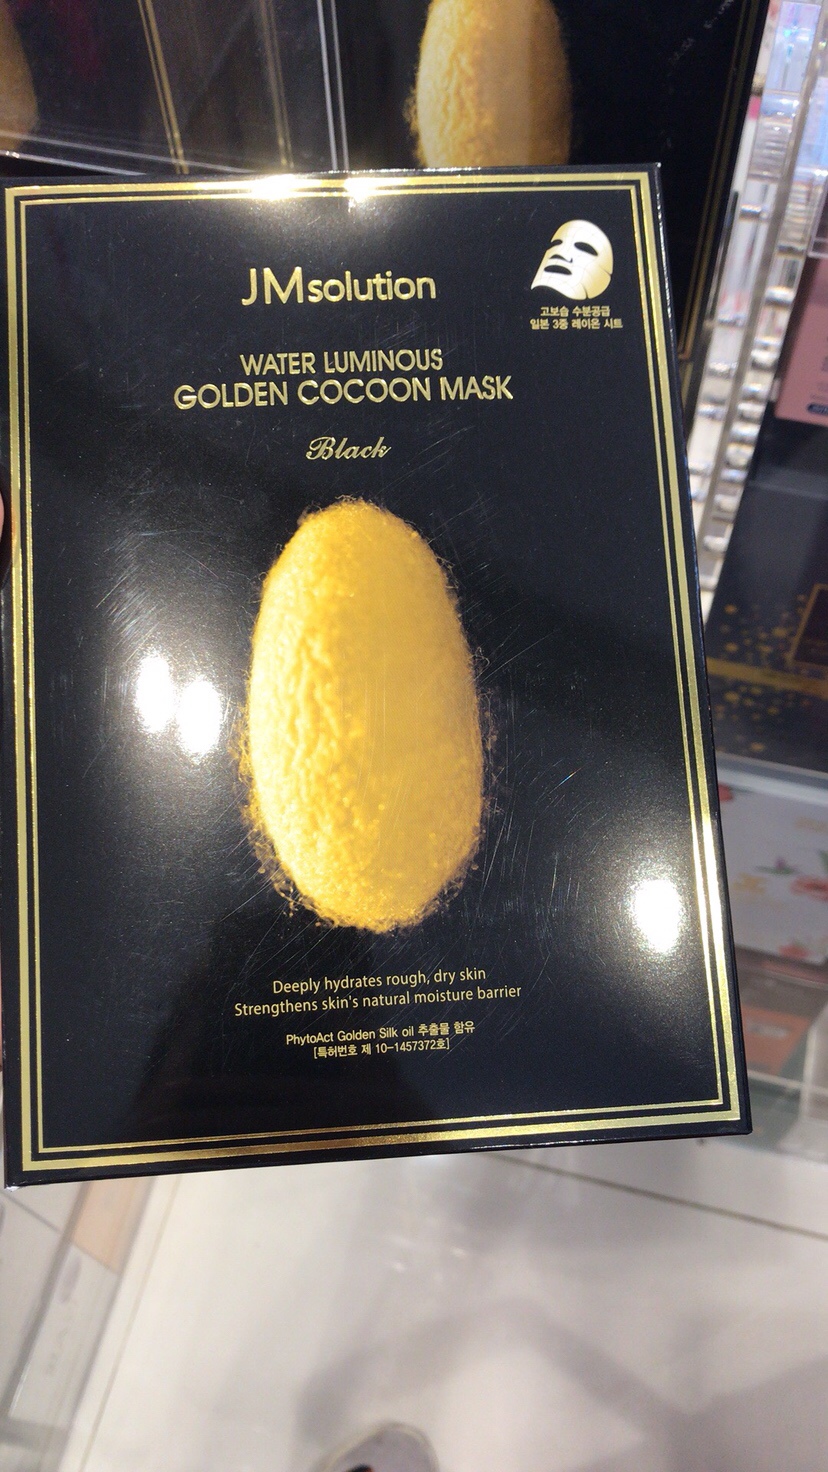 JMsolution
고보습 수분공급
일본 3중 레이온 시트
WATER LUMINOUS
GOLDEN COCOON MASK
Black
Deeply hydrates rough, dry skin
Strengthens skin's natural moisture barrier
PhytoAct Golden Silk oil 추출물 함유
[특허번호 제 10-1457372호]